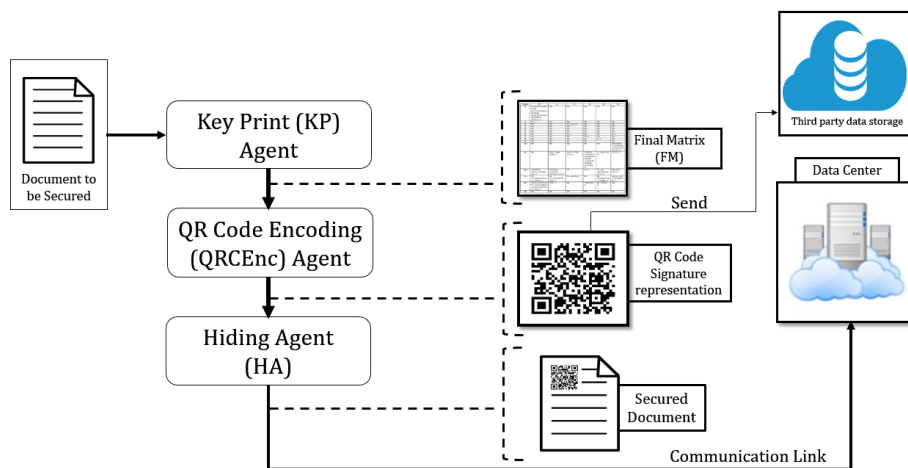 Document to
be Secured
Key Print (KP)
Agent
QR Code Encoding
(QRCEnc) Agent
Hiding Agent
(HA)
Final Matrix
(FM)
QR Code
Signature
representation
Secured
Document
Send
Third party data storage
Data Center
Communication Link